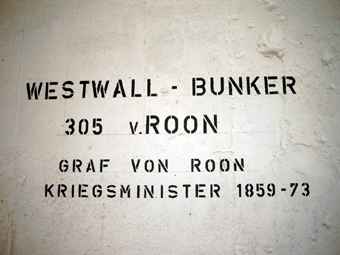 WESTWALL - BUNKER
305 V.ROON
GRAF VON ROON
KRIEGSMINISTER 1859-73